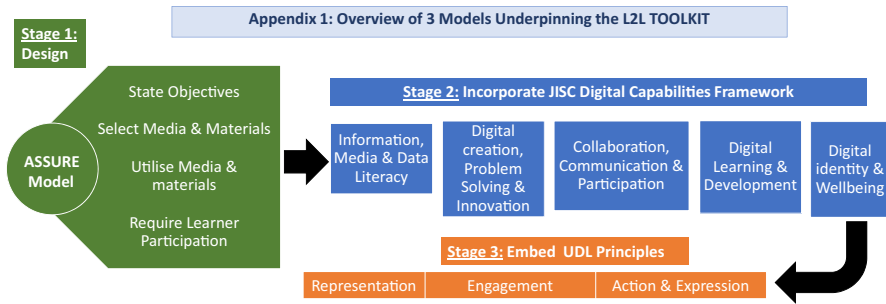 Appendix 1: Overview of 3 Models Underpinning the L2L TOOLKIT
Stage 1:
Design
ASSURE
Model
State Objectives
Select Media & Materials
Utilise Media &
materials
Require Learner
Participation
Stage 2: Incorporate JISC Digital Capabilities Framework
Information,
Media & Data
Literacy
Digital
creation,
Problem
Solving &
Innovation
Collaboration,
Communication &
Participation
Digital
Learning &
Development
Digital
identity &
Wellbeing
Stage 3: Embed UDL Principles
Representation
Engagement
Action & Expression